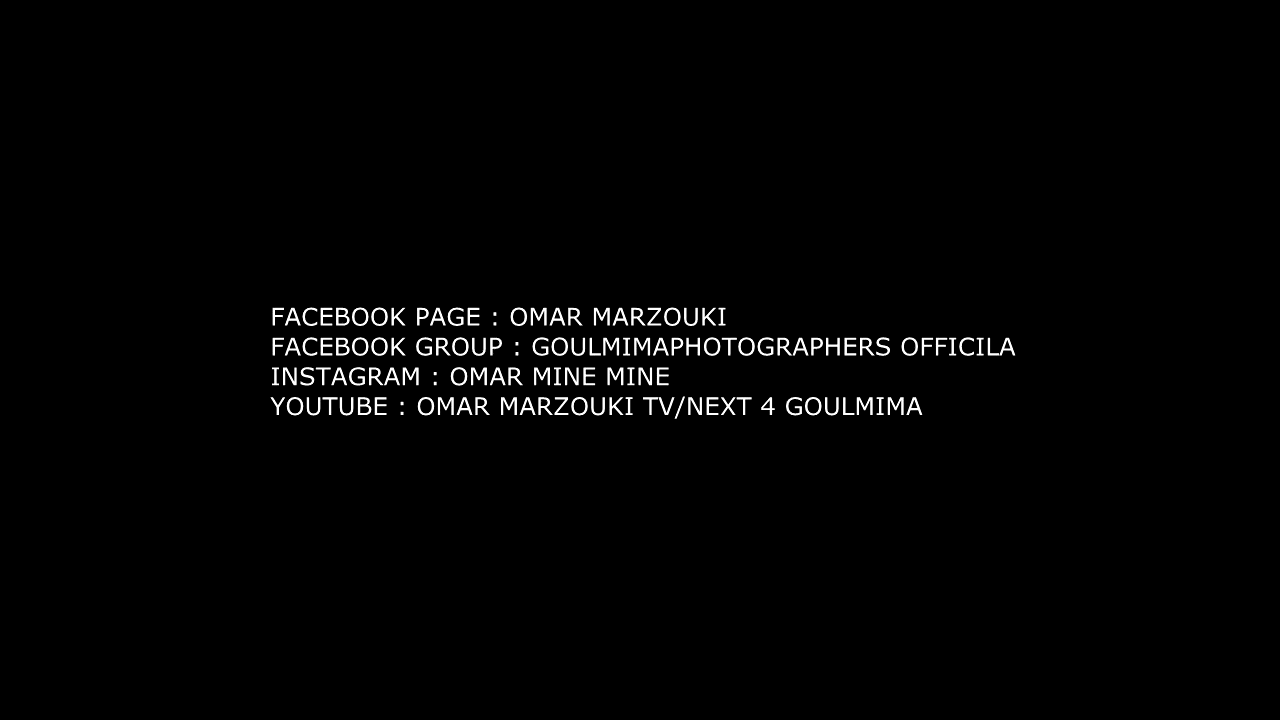 FACEBOOK PAGE : OMAR MARZOUKI
FACEBOOK GROUP : GOULMIMAPHOTOGRAPHERS OFFICILA
INSTAGRAM : OMAR MINE MINE
YOUTUBE : OMAR MARZOUKI TV/NEXT 4 GOULMIMA